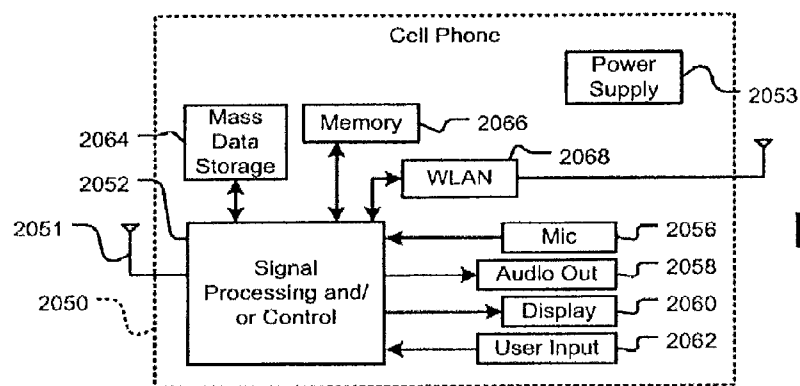 Cell Phone
Power
Supply
2053
Mass
Data
Storage
2064
Memory
2066
WLAN
2068
2052
2051
2050
Signal
Processing and/
or Control
Mic
2056
Audio Out
2058
Display
2060
User Input
2062